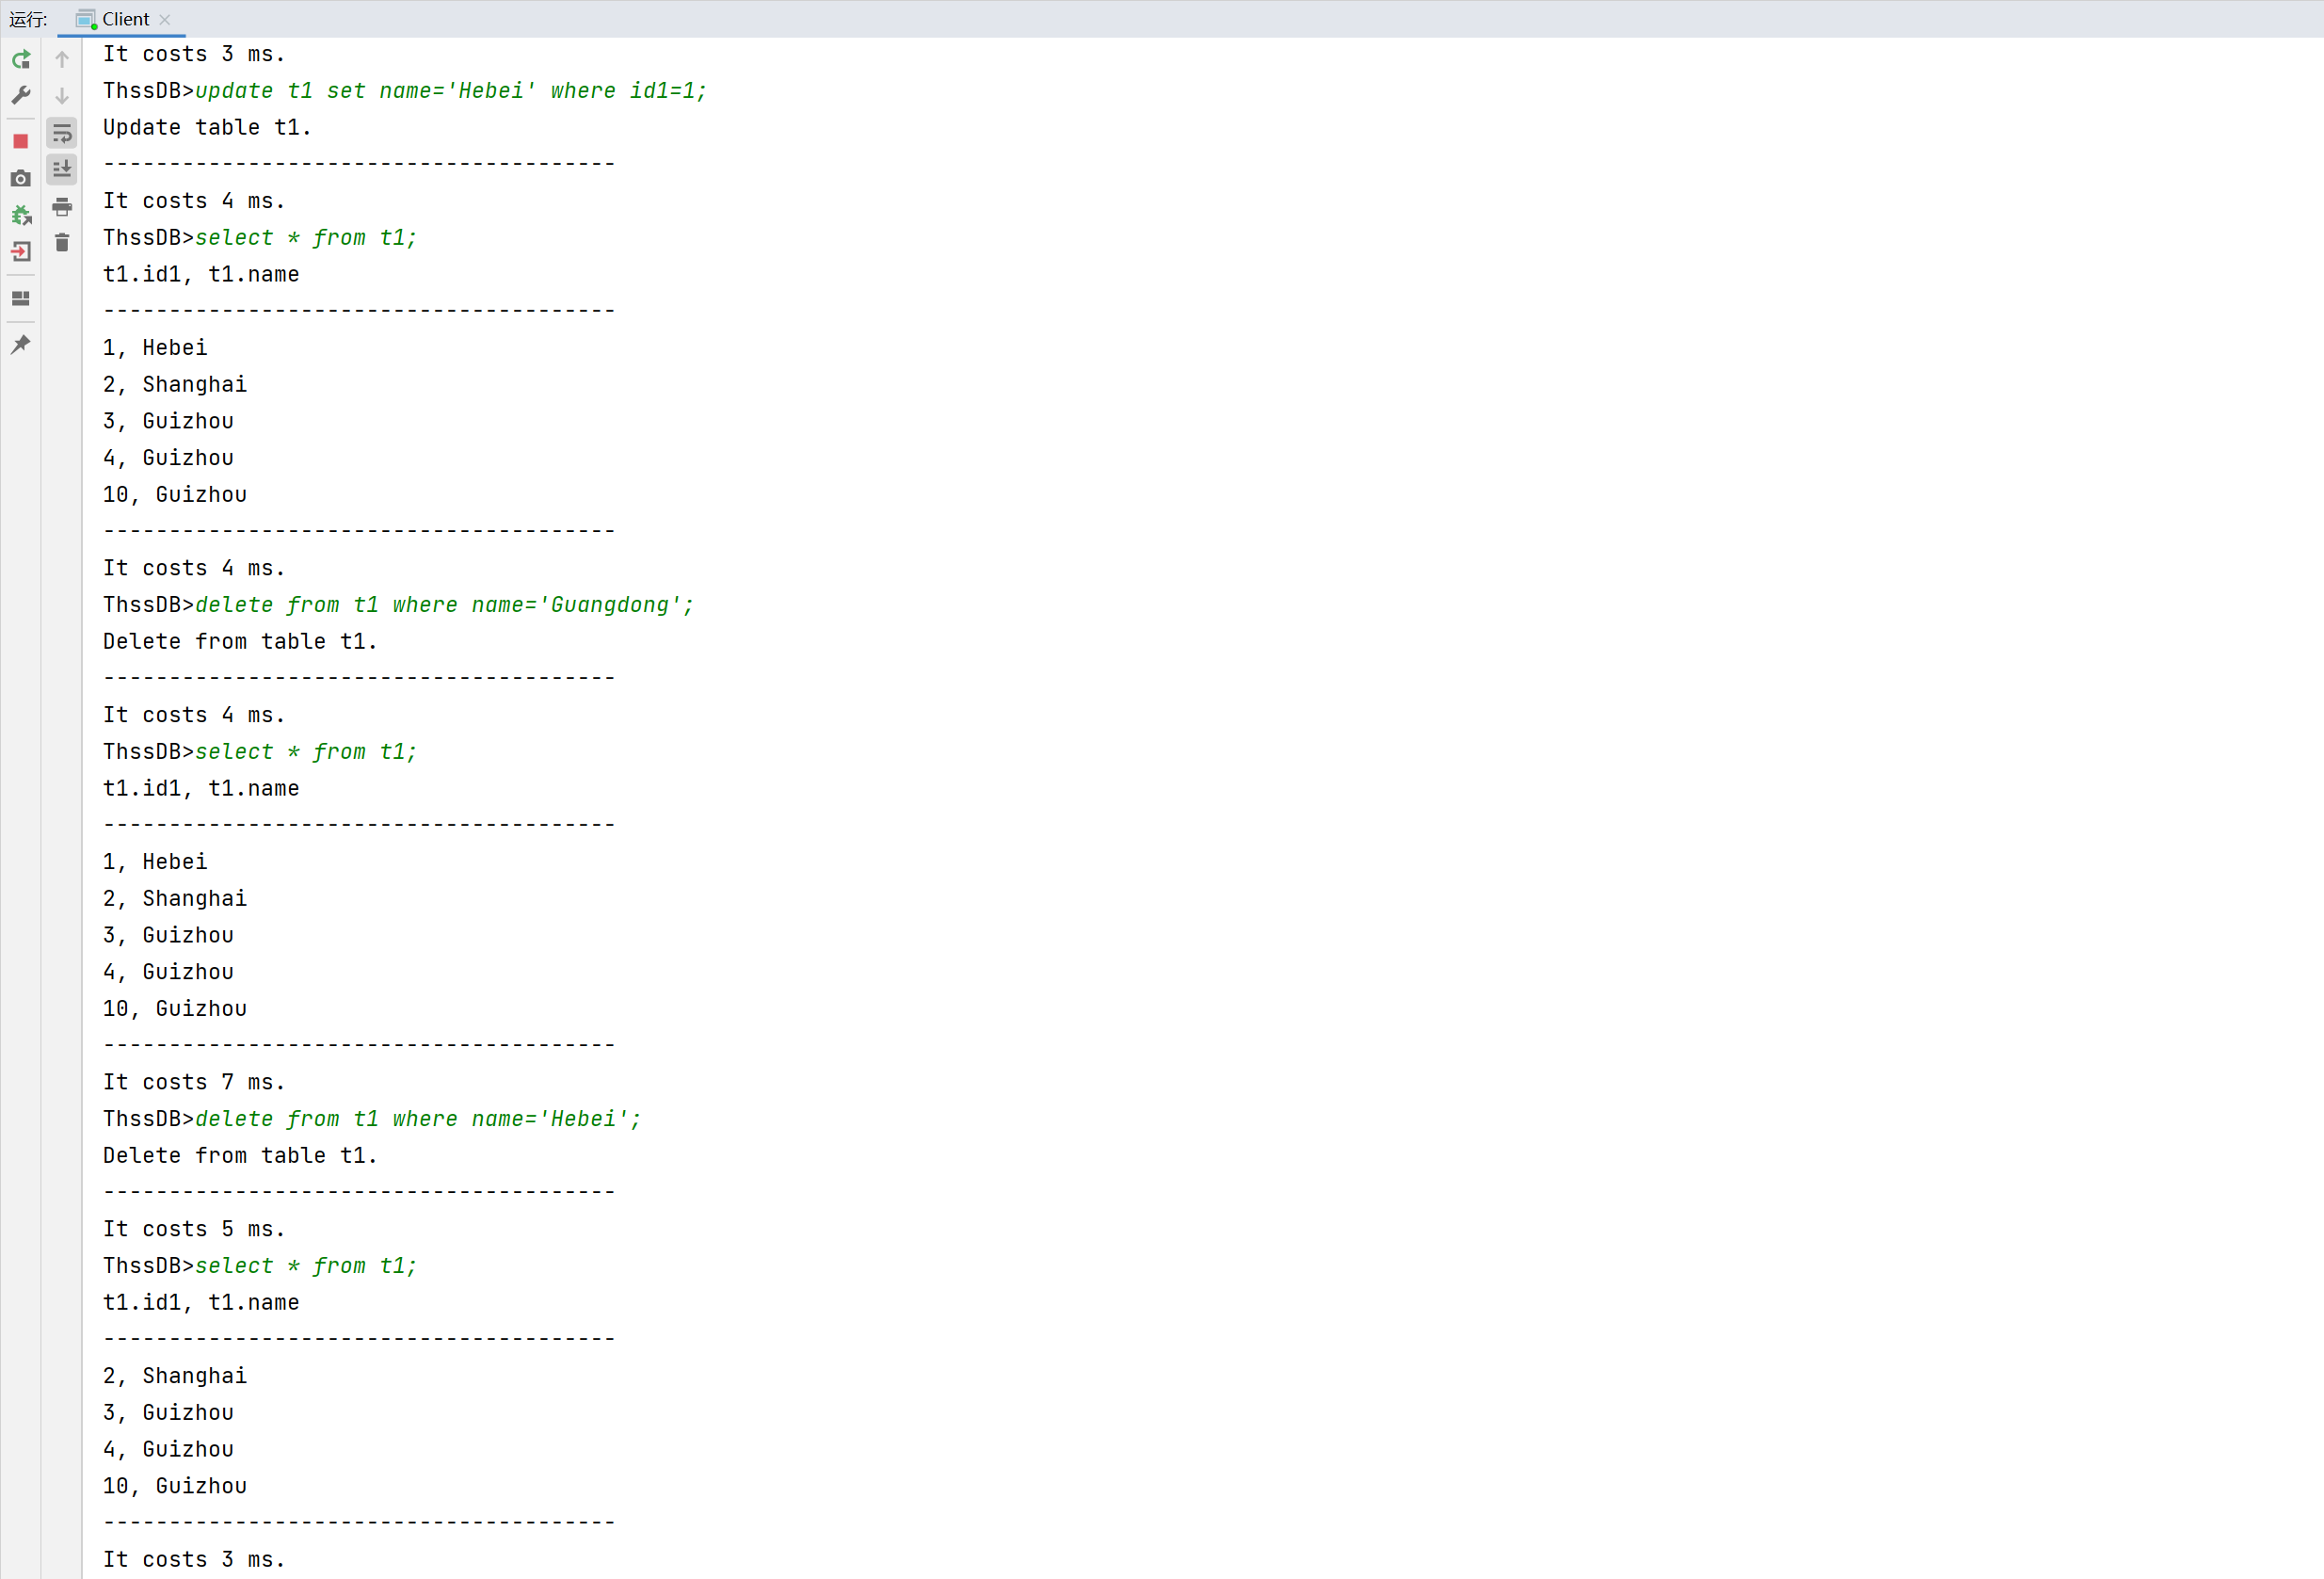 运行: Client
It costs 3 ms.
ThssDB>update t1 set name='Hebei' where id1=1;
Update table t1.
---------------------------------------
It costs 4 ms.
ThssDB>select * from t1;
t1.id1, t1.name
---------------------------------------
1, Hebei
2, Shanghai
3, Guizhou
4, Guizhou
10, Guizhou
---------------------------------------
It costs 4 ms.
ThssDB>delete from t1 where name='Guangdong';
Delete from table t1.
---------------------------------------
It costs 4 ms.
ThssDB>select * from t1;
t1.id1, t1.name
---------------------------------------
1, Hebei
2, Shanghai
3, Guizhou
4, Guizhou
10, Guizhou
---------------------------------------
It costs 7 ms.
ThssDB>delete from t1 where name='Hebei';
Delete from table t1.
---------------------------------------
It costs 5 ms.
ThssDB>select * from t1;
t1.id1, t1.name
---------------------------------------
2, Shanghai
3, Guizhou
4, Guizhou
10, Guizhou
---------------------------------------
It costs 3 ms.